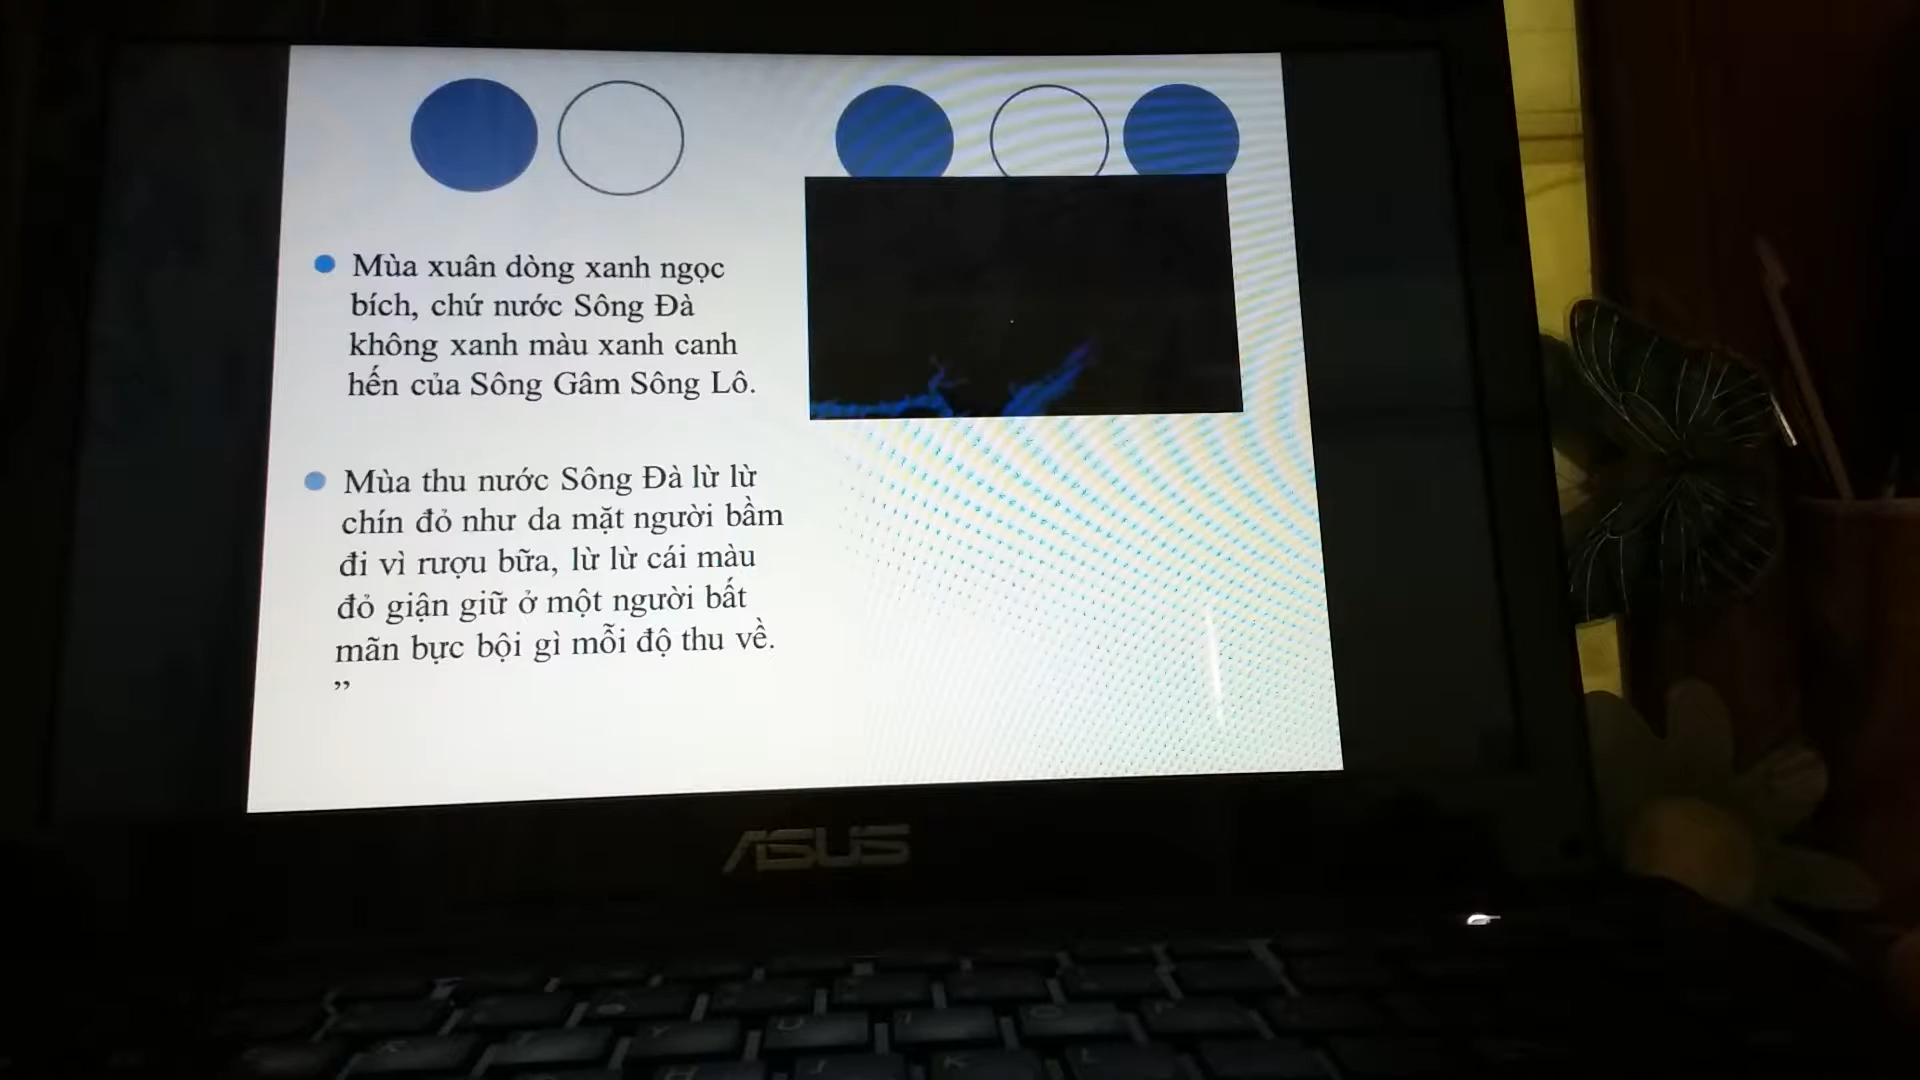 Mùa xuân dòng xanh ngọc
bích, chứ nước Sông Đà
không xanh màu xanh canh
hến của Sông Gâm Sông Lô.
Mùa thu nước Sông Đà lừ lừ
chín đỏ như da mặt người bầm
đi vì rượu bữa, lừ lừ cái màu
đỏ giận giữ ở một người bất
mãn bực bội gì mỗi độ thu về.
”
ASUS